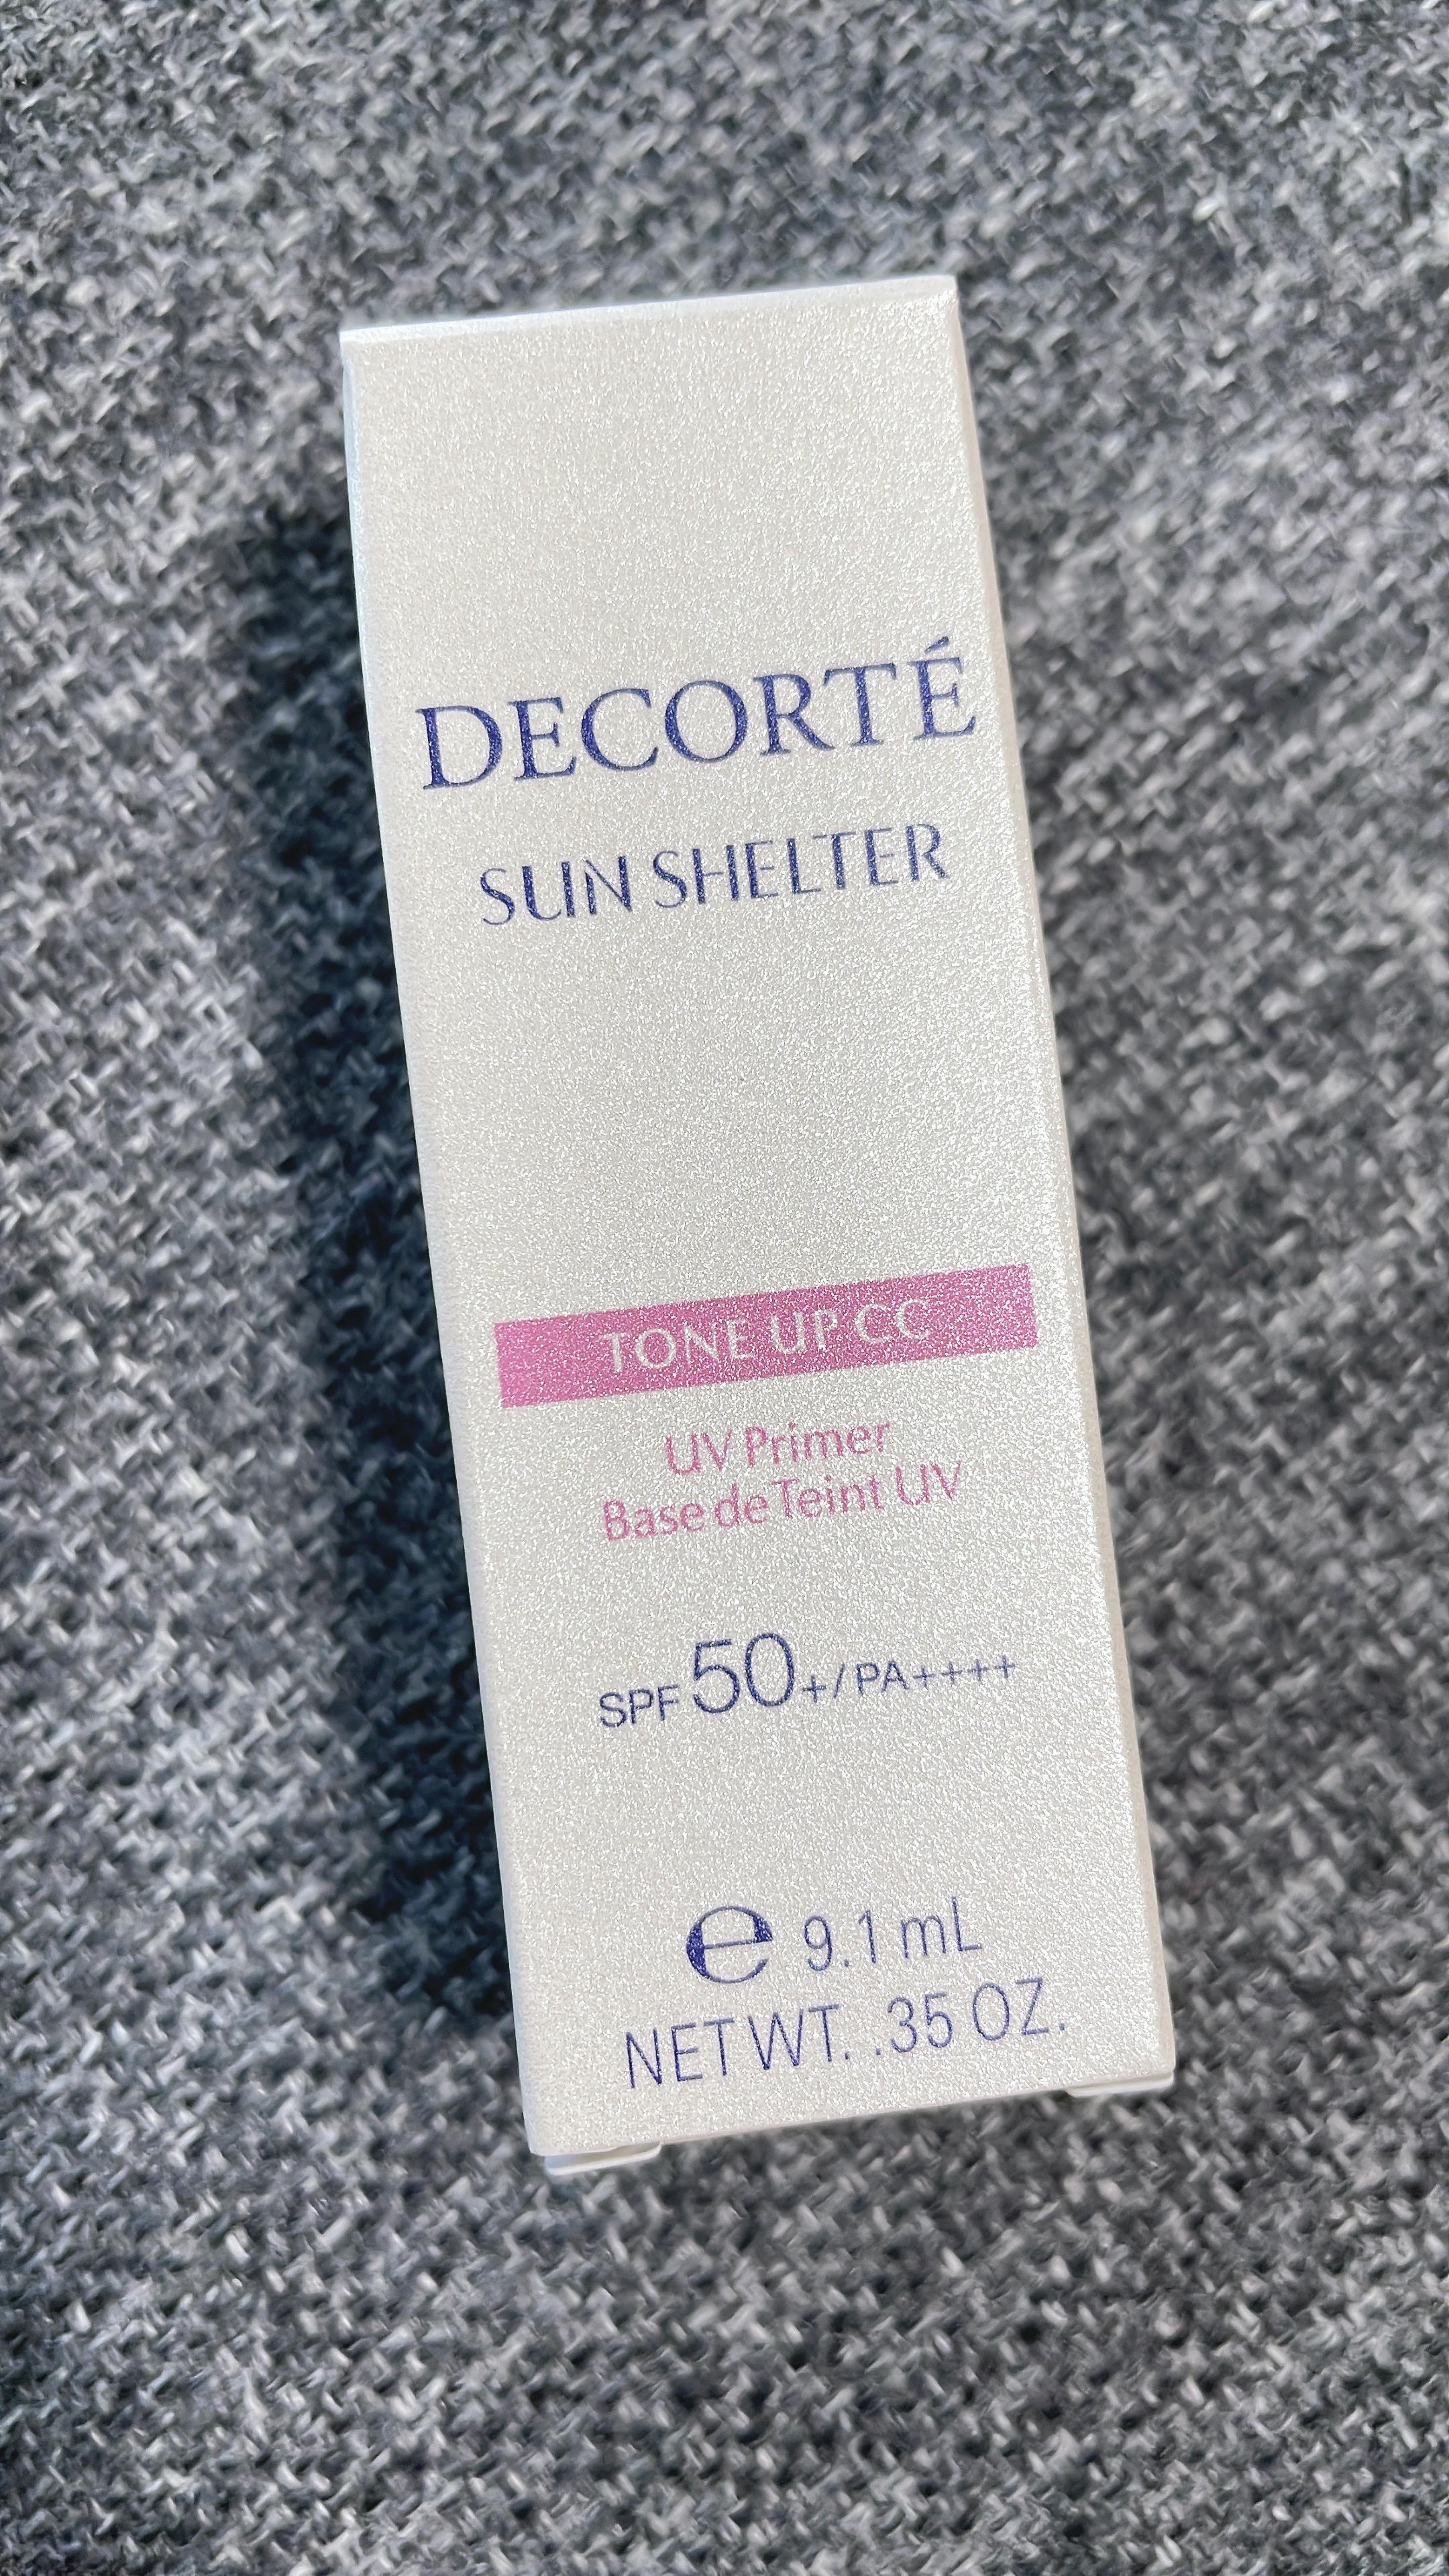 DECORTÉ
SUN SHELTER
TONE UP CC
UV Primer
Base de Teint UV
SPF 50+/PA++++
℮ 9.1 mL
NET WT. .35 OZ.